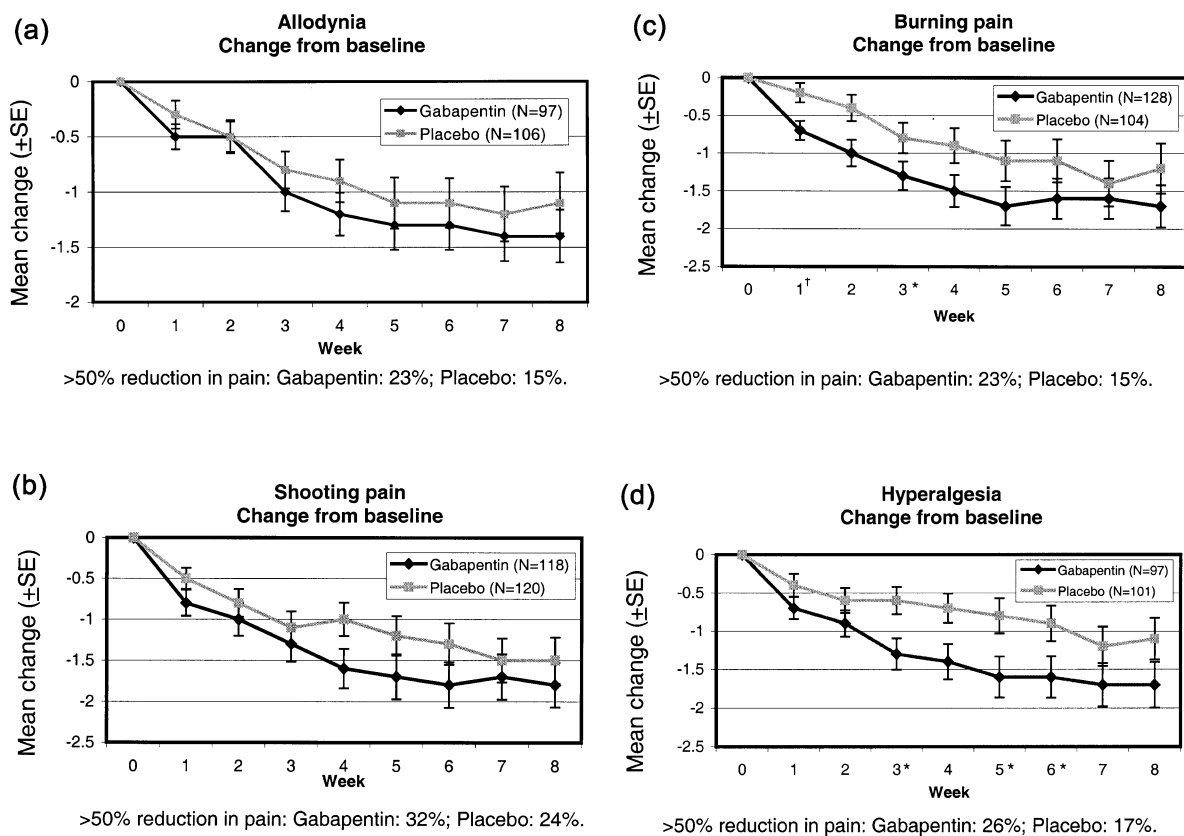 (a)
Allodynia
Change from baseline
Mean change (±SE)
0
-0.5
-1
-1.5
-2
Gabapentin (N=97)
Placebo (N=106)
0 1 2 3 4 5 6 7 8
Week
>50% reduction in pain: Gabapentin: 23%; Placebo: 15%.
(c)
Burning pain
Change from baseline
Mean change (±SE)
0
-0.5
-1
-1.5
-2
-2.5
Gabapentin (N=128)
Placebo (N=104)
0 1† 2 3* 4 5 6 7 8
Week
>50% reduction in pain: Gabapentin: 23%; Placebo: 15%.
(b)
Shooting pain
Change from baseline
Mean change (±SE)
0
-0.5
-1
-1.5
-2
-2.5
Gabapentin (N=118)
Placebo (N=120)
0 1 2 3 4 5 6 7 8
Week
>50% reduction in pain: Gabapentin: 32%; Placebo: 24%.
(d)
Hyperalgesia
Change from baseline
Mean change (±SE)
0
-0.5
-1
-1.5
-2
-2.5
Gabapentin (N=97)
Placebo (N=101)
0 1 2 3* 4 5* 6* 7 8
Week
>50% reduction in pain: Gabapentin: 26%; Placebo: 17%.